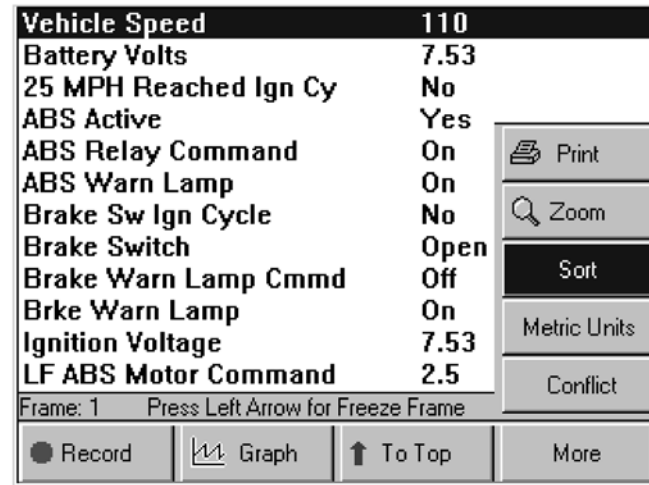 Vehicle Speed 110
Battery Volts 7.53
25 MPH Reached Ign Cy No
ABS Active Yes
ABS Relay Command On
ABS Warn Lamp On
Brake Sw Ign Cycle No
Brake Switch Open
Brake Warn Lamp Cmmd Off
Brke Warn Lamp On
Ignition Voltage 7.53
LF ABS Motor Command 2.5
Print
Zoom
Sort
Metric Units
Conflict
Frame: 1 Press Left Arrow for Freeze Frame
Record Graph To Top More